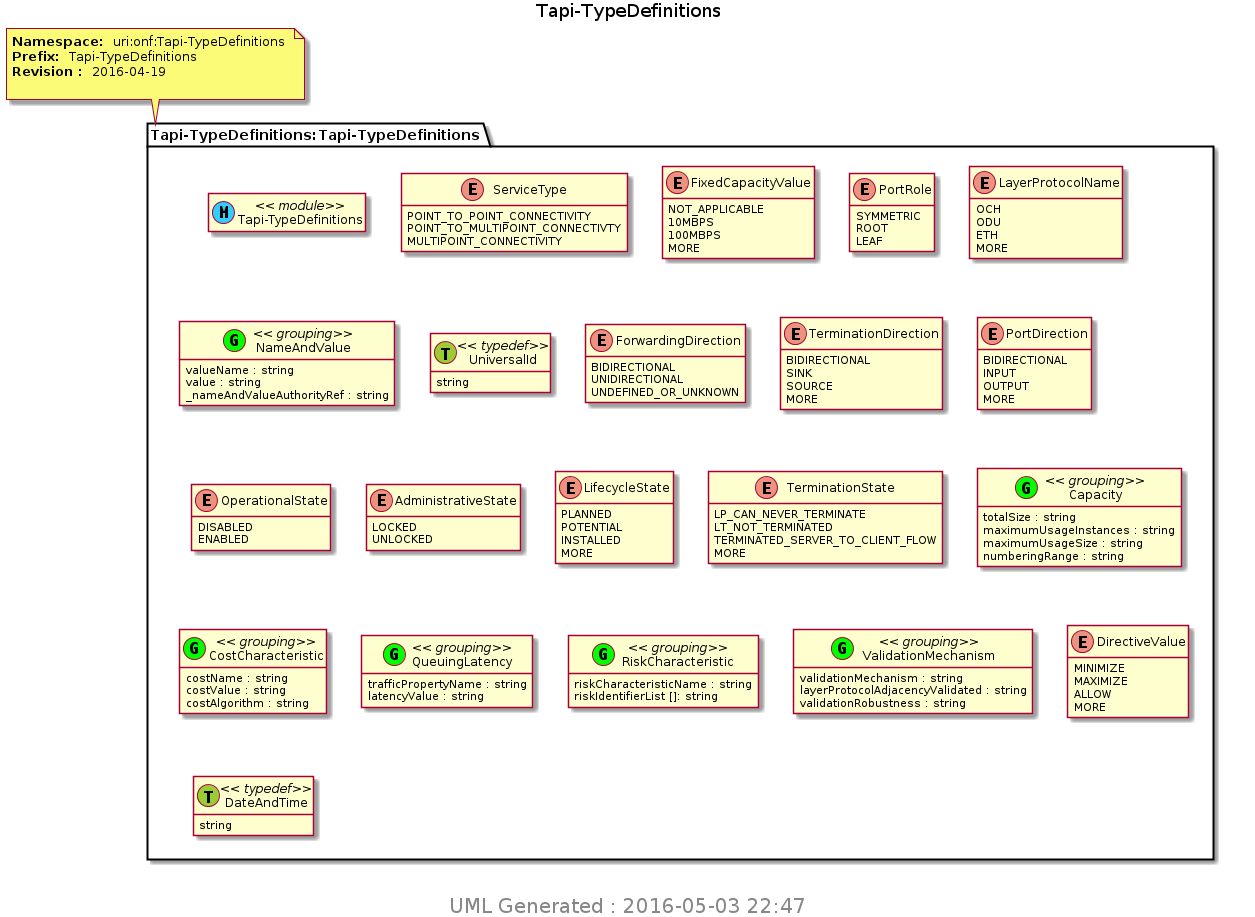 Tapi-TypeDefinitions
Namespace: uri:onf:Tapi-TypeDefinitions
Prefix: Tapi-TypeDefinitions
Revision : 2016-04-19
Tapi-TypeDefinitions:Tapi-TypeDefinitions
M
<< module>>
Tapi-TypeDefinitions
E ServiceType
POINT_TO_POINT_CONNECTIVITY
POINT_TO_MULTIPOINT_CONNECTIVTY
MULTIPOINT_CONNECTIVITY
E FixedCapacityValue
NOT_APPLICABLE
10MBPS
100MBPS
MORE
E PortRole
SYMMETRIC
ROOT
LEAF
E LayerProtocolName
OCH
ODU
ETH
MORE
G
<< grouping>>
NameAndValue
valueName : string
value : string
_nameAndValueAuthorityRef : string
T
<< typedef>>
UniversalId
string
E ForwardingDirection
BIDIRECTIONAL
UNIDIRECTIONAL
UNDEFINED_OR_UNKNOWN
E TerminationDirection
BIDIRECTIONAL
SINK
SOURCE
MORE
E PortDirection
BIDIRECTIONAL
INPUT
OUTPUT
MORE
E OperationalState
DISABLED
ENABLED
E AdministrativeState
LOCKED
UNLOCKED
E LifecycleState
PLANNED
POTENTIAL
INSTALLED
MORE
E TerminationState
LP_CAN_NEVER_TERMINATE
LT_NOT_TERMINATED
TERMINATED_SERVER_TO_CLIENT_FLOW
MORE
G
<< grouping>>
Capacity
totalSize : string
maximumUsageInstances : string
maximumUsageSize : string
numberingRange : string
G
<< grouping>>
CostCharacteristic
costName : string
costValue : string
costAlgorithm : string
G
<< grouping>>
QueuingLatency
trafficPropertyName : string
latencyValue : string
G
<< grouping>>
RiskCharacteristic
riskCharacteristicName : string
riskIdentifierList []: string
G
<< grouping>>
ValidationMechanism
validationMechanism : string
layerProtocolAdjacencyValidated : string
validationRobustness : string
E DirectiveValue
MINIMIZE
MAXIMIZE
ALLOW
MORE
T
<< typedef>>
DateAndTime
string
UML Generated : 2016-05-03 22:47